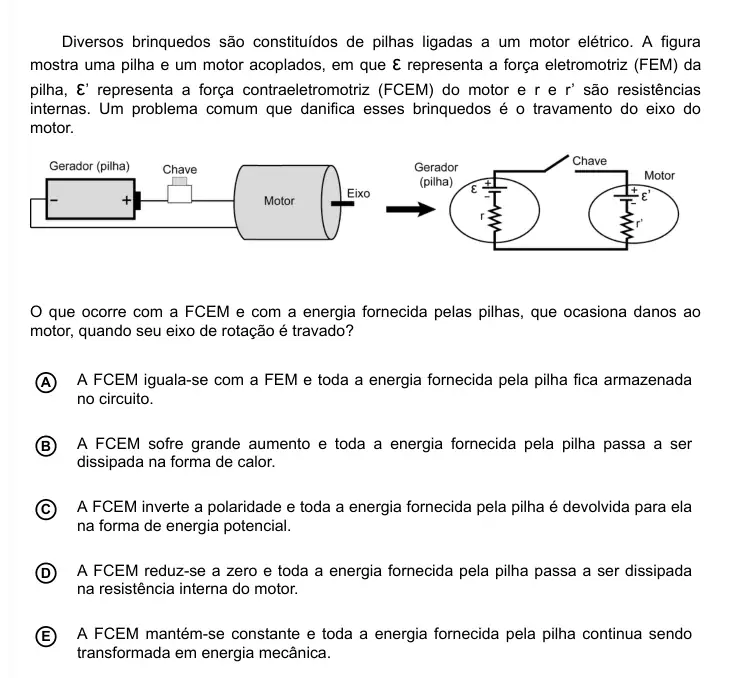 Diversos brinquedos são constituídos de pilhas ligadas a um motor elétrico. A figura
mostra uma pilha e um motor acoplados, em que Ɛ representa a força eletromotriz (FEM) da
pilha, Ɛ' representa a força contraeletromotriz (FCEM) do motor e r e r' são resistências
internas. Um problema comum que danifica esses brinquedos é o travamento do eixo do
motor.
Gerador (pilha)
Chave
- +
Motor
Eixo
Gerador
(pilha)
Chave
Motor
Ɛ + -
r
+ - Ɛ'
r'
O que ocorre com a FCEM e com a energia fornecida pelas pilhas, que ocasiona danos ao
motor, quando seu eixo de rotação é travado?
A A FCEM iguala-se com a FEM e toda a energia fornecida pela pilha fica armazenada
no circuito.
B A FCEM sofre grande aumento e toda a energia fornecida pela pilha passa a ser
dissipada na forma de calor.
C A FCEM inverte a polaridade e toda a energia fornecida pela pilha é devolvida para ela
na forma de energia potencial.
D A FCEM reduz-se a zero e toda a energia fornecida pela pilha passa a ser dissipada
na resistência interna do motor.
E A FCEM mantém-se constante e toda a energia fornecida pela pilha continua sendo
transformada em energia mecânica.